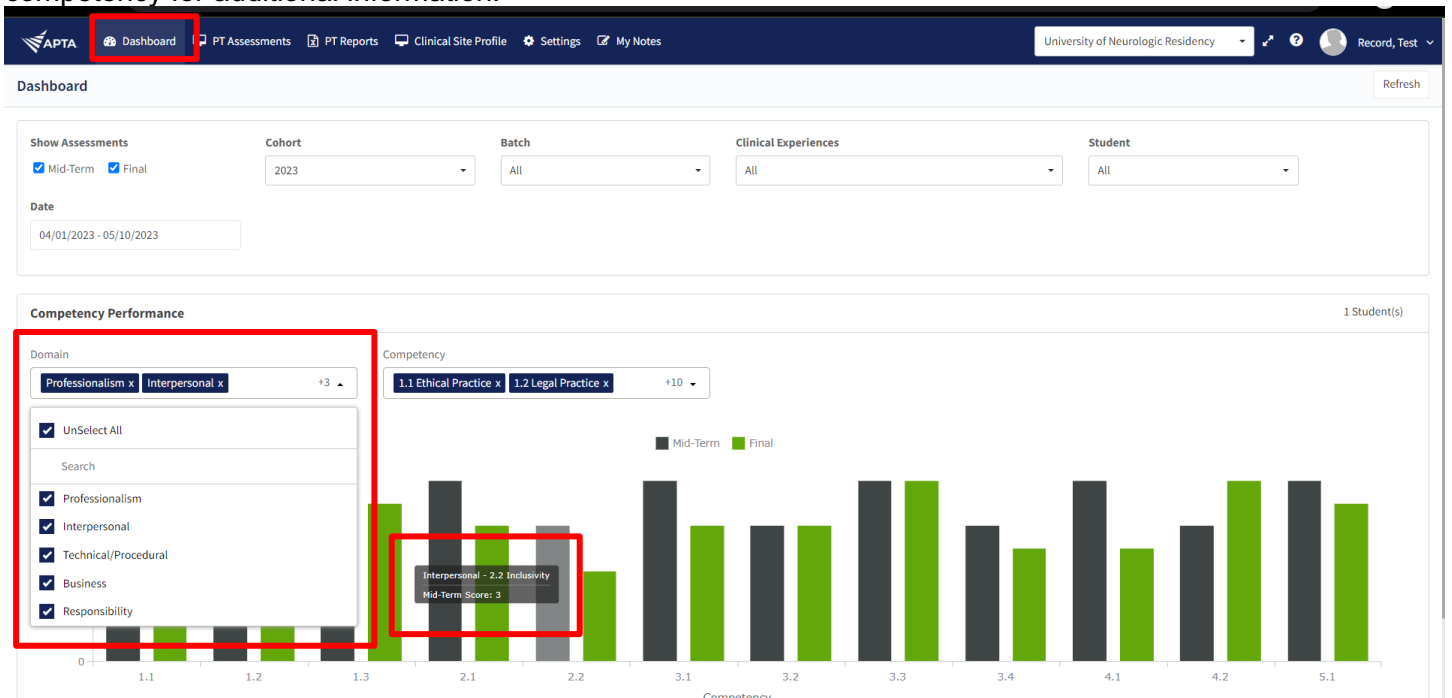 competency for additional information.
APTA Dashboard PT Assessments PT Reports Clinical Site Profile Settings My Notes University of Neurologic Residency Record, Test
Dashboard Refresh
Show Assessments Cohort Batch Clinical Experiences Student
Mid-Term Final 2023 All All All
Date
04/01/2023 - 05/10/2023
Competency Performance 1 Student(s)
Domain Competency
Professionalism x Interpersonal x +3 1.1 Ethical Practice x 1.2 Legal Practice x +10
UnSelect All
Mid-Term Final
Search
Professionalism
Interpersonal
Technical/Procedural
Business
Responsibility
Interpersonal - 2.2 Inclusivity
Mid-Term Score: 3
0
1.1 1.2 1.3 2.1 2.2 3.1 3.2 3.3 3.4 4.1 4.2 5.1
Competency